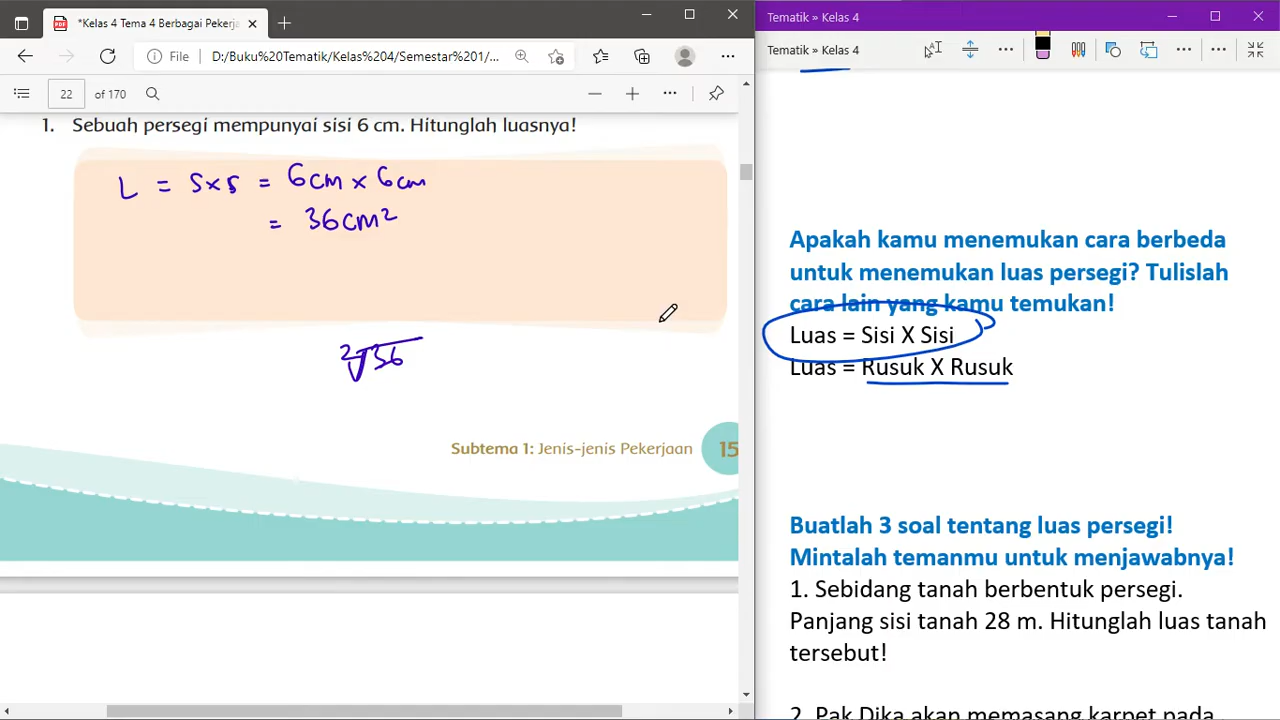 *Kelas 4 Tema 4 Berbagai Pekerja
File
D:/Buku%20Tematik/Kelas%204/Semestar%201/...
22 of 170
1. Sebuah persegi mempunyai sisi 6 cm. Hitunglah luasnya!
L = s×s = 6cm × 6cm
= 36cm²
²√36
Subtema 1: Jenis-jenis Pekerjaan 15
Tematik » Kelas 4
Tematik » Kelas 4
Apakah kamu menemukan cara berbeda
untuk menemukan luas persegi? Tulislah
cara lain yang kamu temukan!
Luas = Sisi X Sisi
Luas = Rusuk X Rusuk
Buatlah 3 soal tentang luas persegi!
Mintalah temanmu untuk menjawabnya!
1. Sebidang tanah berbentuk persegi.
Panjang sisi tanah 28 m. Hitunglah luas tanah
tersebut!
2. Pak Dika akan memasang karpet pada